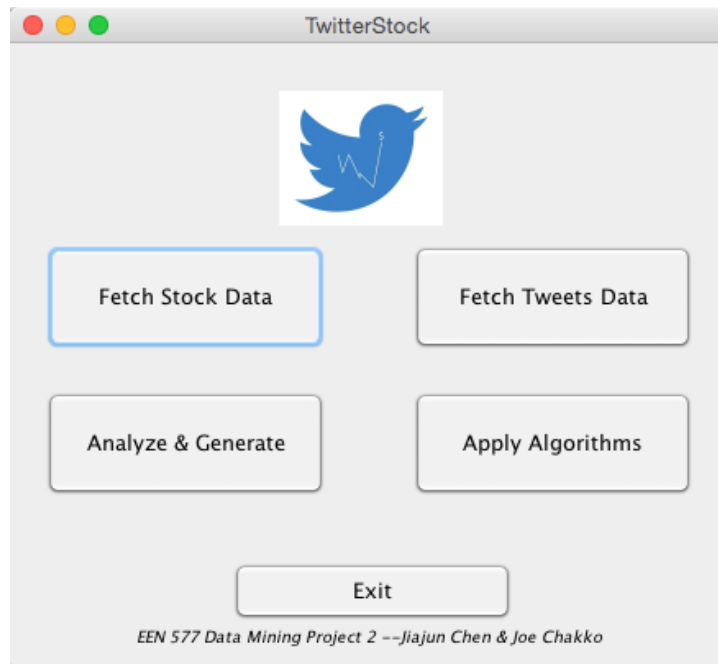 TwitterStock
$
Fetch Stock Data
Fetch Tweets Data
Analyze & Generate
Apply Algorithms
Exit
EEN 577 Data Mining Project 2 --Jiajun Chen & Joe Chakko